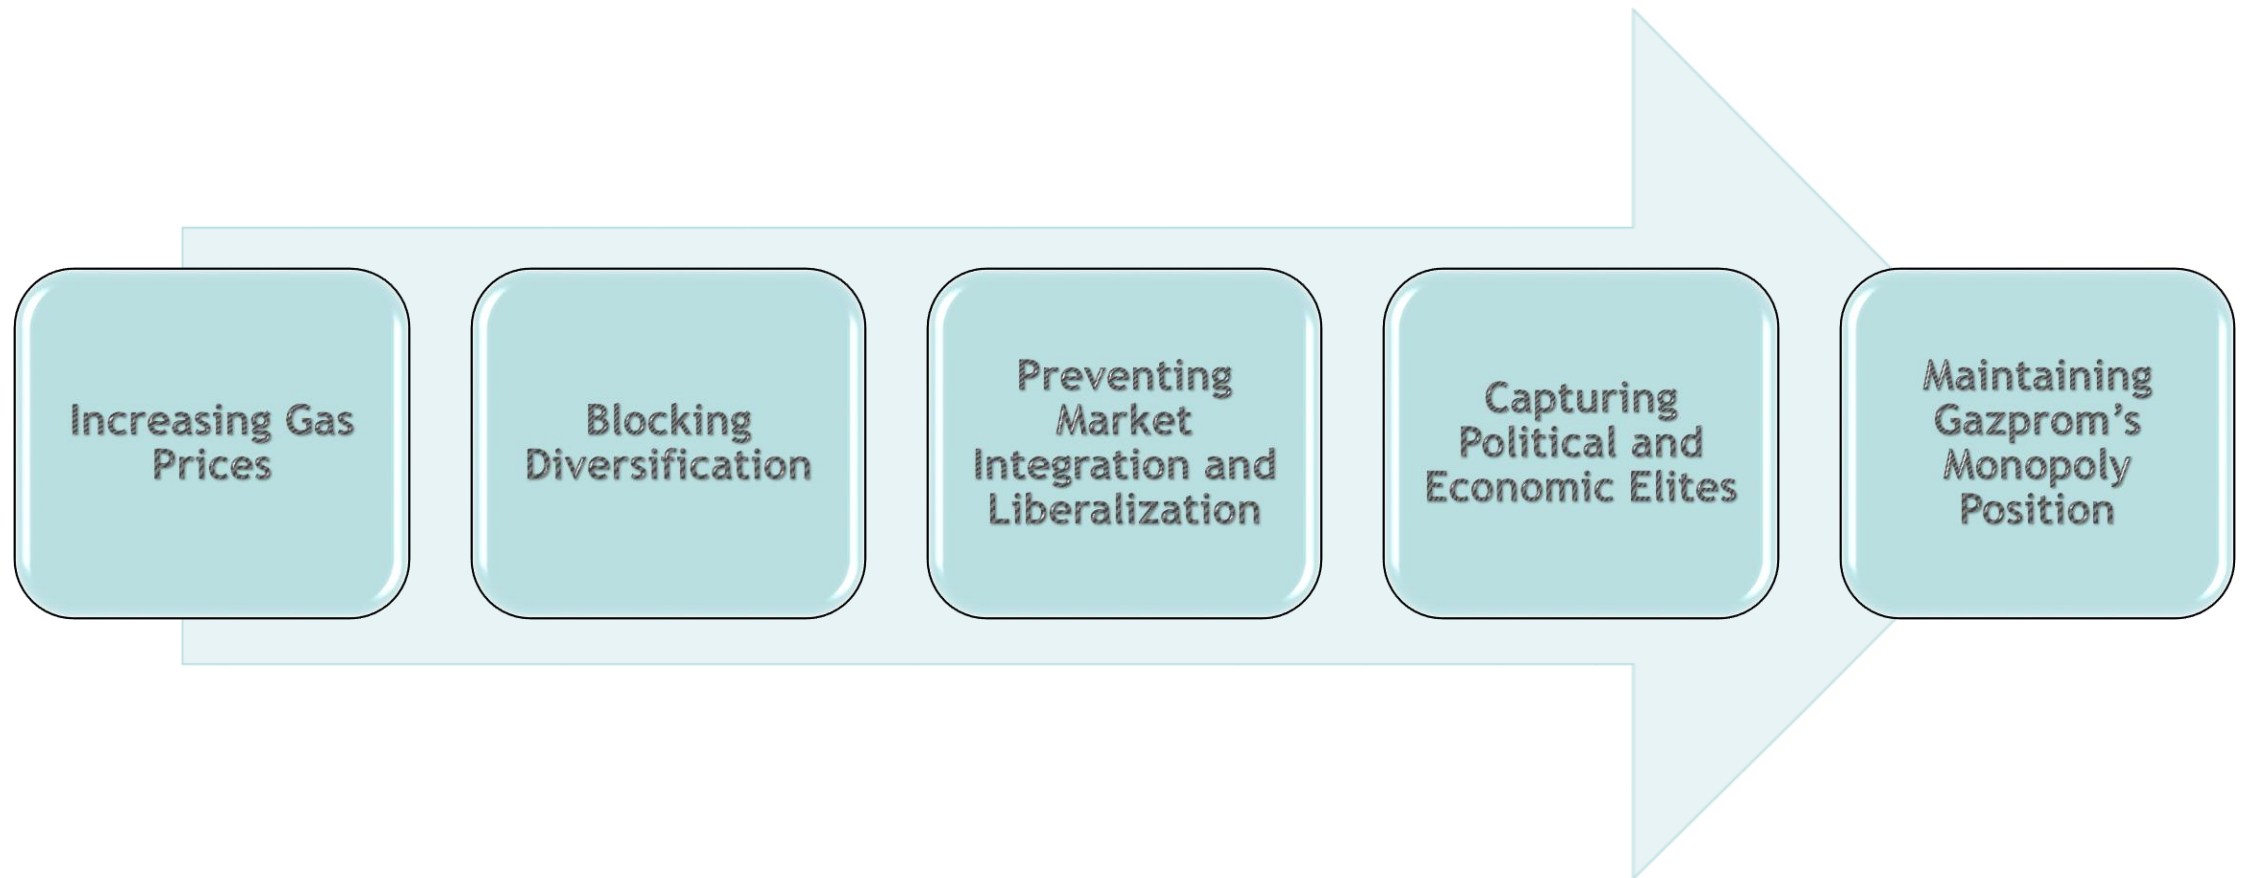 Increasing Gas
Prices
Blocking
Diversification
Preventing
Market
Integration and
Liberalization
Capturing
Political and
Economic Elites
Maintaining
Gazprom’s
Monopoly
Position